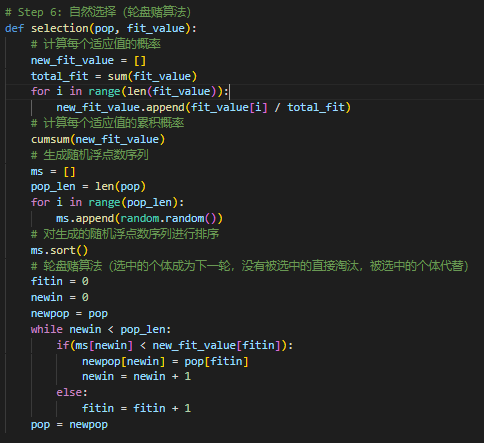 # Step 6: 自然选择（轮盘赌算法）
def selection(pop, fit_value):
    # 计算每个适应值的概率
    new_fit_value = []
    total_fit = sum(fit_value)
    for i in range(len(fit_value)):
        new_fit_value.append(fit_value[i] / total_fit)
    # 计算每个适应值的累积概率
    cumsum(new_fit_value)
    # 生成随机浮点数序列
    ms = []
    pop_len = len(pop)
    for i in range(pop_len):
        ms.append(random.random())
    # 对生成的随机浮点数序列进行排序
    ms.sort()
    # 轮盘赌算法（选中的个体成为下一轮，没有被选中的直接淘汰，被选中的个体代替）
    fitin = 0
    newin = 0
    newpop = pop
    while newin < pop_len:
        if(ms[newin] < new_fit_value[fitin]):
            newpop[newin] = pop[fitin]
            newin = newin + 1
        else:
            fitin = fitin + 1
    pop = newpop